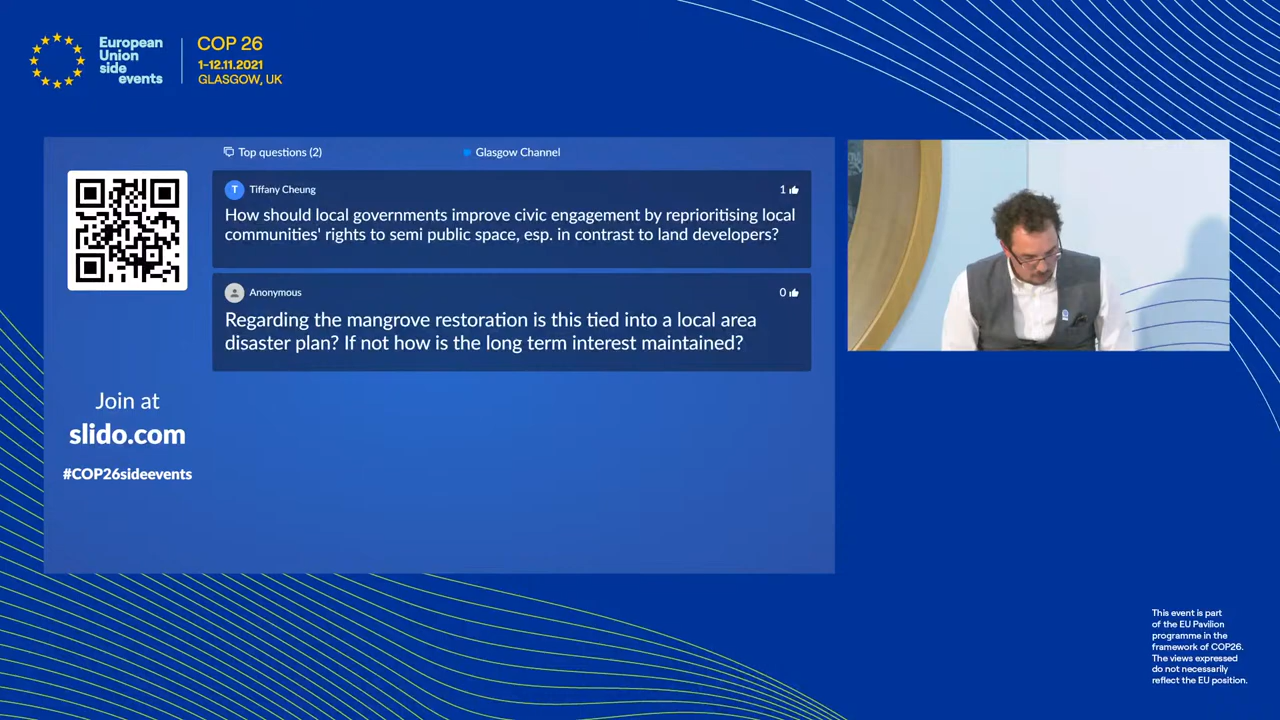 European
Union
side
events
COP 26
1-12.11.2021
GLASGOW, UK
Top questions (2)
Glasgow Channel
T
Tiffany Cheung
1
How should local governments improve civic engagement by reprioritising local
communities' rights to semi public space, esp. in contrast to land developers?
Anonymous
0
Regarding the mangrove restoration is this tied into a local area
disaster plan? If not how is the long term interest maintained?
Join at
slido.com
#COP26sideevents
This event is part
of the EU Pavilion
programme in the
framework of COP26.
The views expressed
do not necessarily
reflect the EU position.